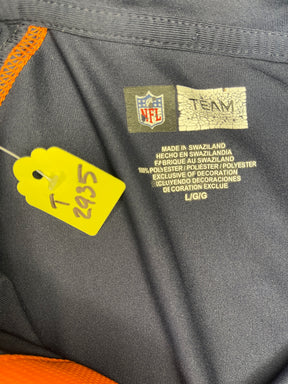 NFL
TEAM
MADE IN SWAZILAND
HECHO EN SWAZILANDIA
FABRIQUE AU SWAZILAND
100% POLYESTER / POLIÉSTER / POLYESTER
EXCLUSIVE OF DECORATION
EXCLUYENDO DECORACIONES
DECORATION EXCLUE
L/G/G
T
2935